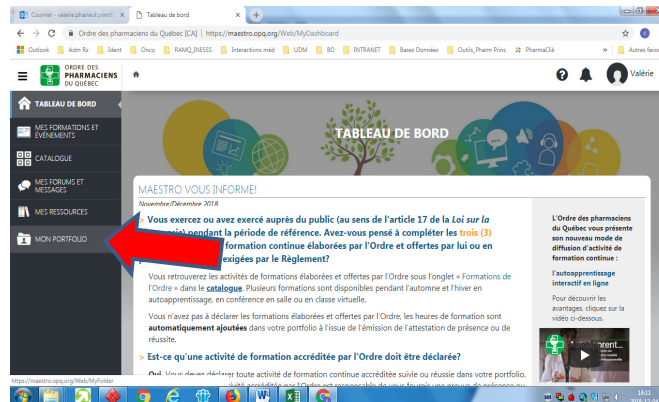 Courrier - valerie.phaneuf.cnmtl
Tableau de bord
Ordre des pharmaciens du Québec [CA] | https://maestro.opq.org/Web/MyDashboard
Outlook Adm Rx Ident Onco RAMQ_INESSS Interactions méd UDM BO INTRANET Bases Données Outils_Pharm Princ PharmaClik » Autres favo
ORDRE DES
PHARMACIENS
DU QUÉBEC
Valérie
TABLEAU DE BORD
MES FORMATIONS ET
ÉVÉNEMENTS
CATALOGUE
MES FORUMS ET
MESSAGES
MES RESSOURCES
MON PORTFOLIO
TABLEAU DE BORD
MAESTRO VOUS INFORME!
Novembre/Décembre 2018
> Vous exercez ou avez exercé auprès du public (au sens de l'article 17 de la Loi sur la
pendant la période de référence. Avez-vous pensé à compléter les trois (3)
formation continue élaborées par l'Ordre et offertes par lui ou en
exigées par le Règlement?
Vous retrouverez les activités de formations élaborées et offertes par l'Ordre sous l'onglet « Formations de
l'Ordre » dans le catalogue. Plusieurs formations sont disponibles pendant l'automne et l'hiver en
autoapprentissage, en conférence en salle ou en classe virtuelle.
Vous n'avez pas à déclarer les formations élaborées et offertes par l'Ordre, les heures de formation sont
automatiquement ajoutées dans votre portfolio à l'issue de l'émission de l'attestation de présence ou de
réussite.
> Est-ce qu'une activité de formation accréditée par l'Ordre doit être déclarée?
Oui. Vous devez déclarer toute activité de formation continue accréditée suivie ou réussie dans votre portfolio.
L'Ordre des pharmaciens
du Québec vous présente
son nouveau mode de
diffusion d'activité de
formation continue :
l'autoapprentissage
interactif en ligne
Pour découvrir les
avantages, cliquez sur la
vidéo ci-dessous.
https://maestro.opq.org/Web/MyFolder
14:11